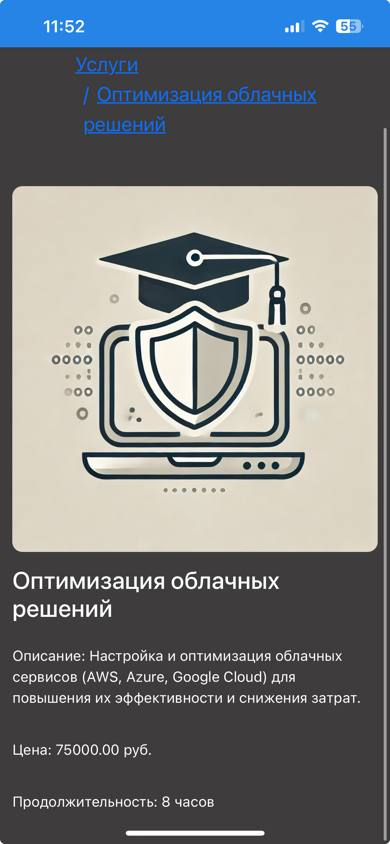 11:52
55
Услуги
/ Оптимизация облачных
решений
Оптимизация облачных
решений
Описание: Настройка и оптимизация облачных
сервисов (AWS, Azure, Google Cloud) для
повышения их эффективности и снижения затрат.
Цена: 75000.00 руб.
Продолжительность: 8 часов